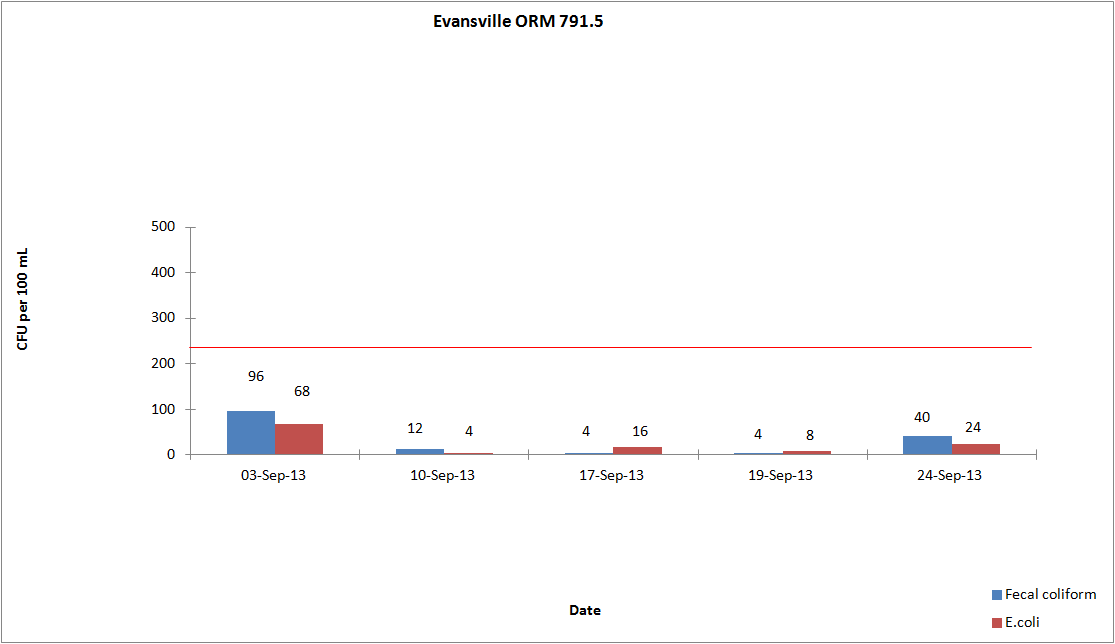 Evansville ORM 791.5
CFU per 100 mL
500
400
300
200
100
0
96
68
12
4
4
16
4
8
40
24
03-Sep-13
10-Sep-13
17-Sep-13
19-Sep-13
24-Sep-13
Date
Fecal coliform
E.coli